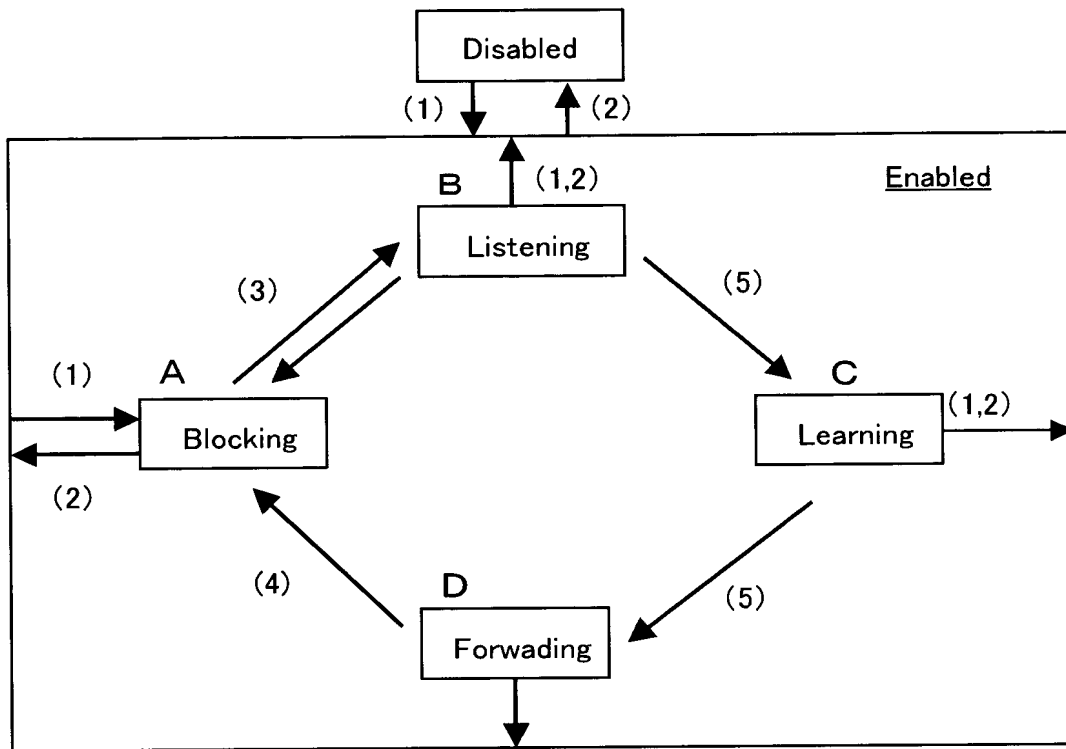 Disabled
(1)
(2)
Enabled
B
(1,2)
Listening
(3)
(5)
(1)
A
C
(1,2)
Blocking
Learning
(2)
(4)
D
(5)
Forwading